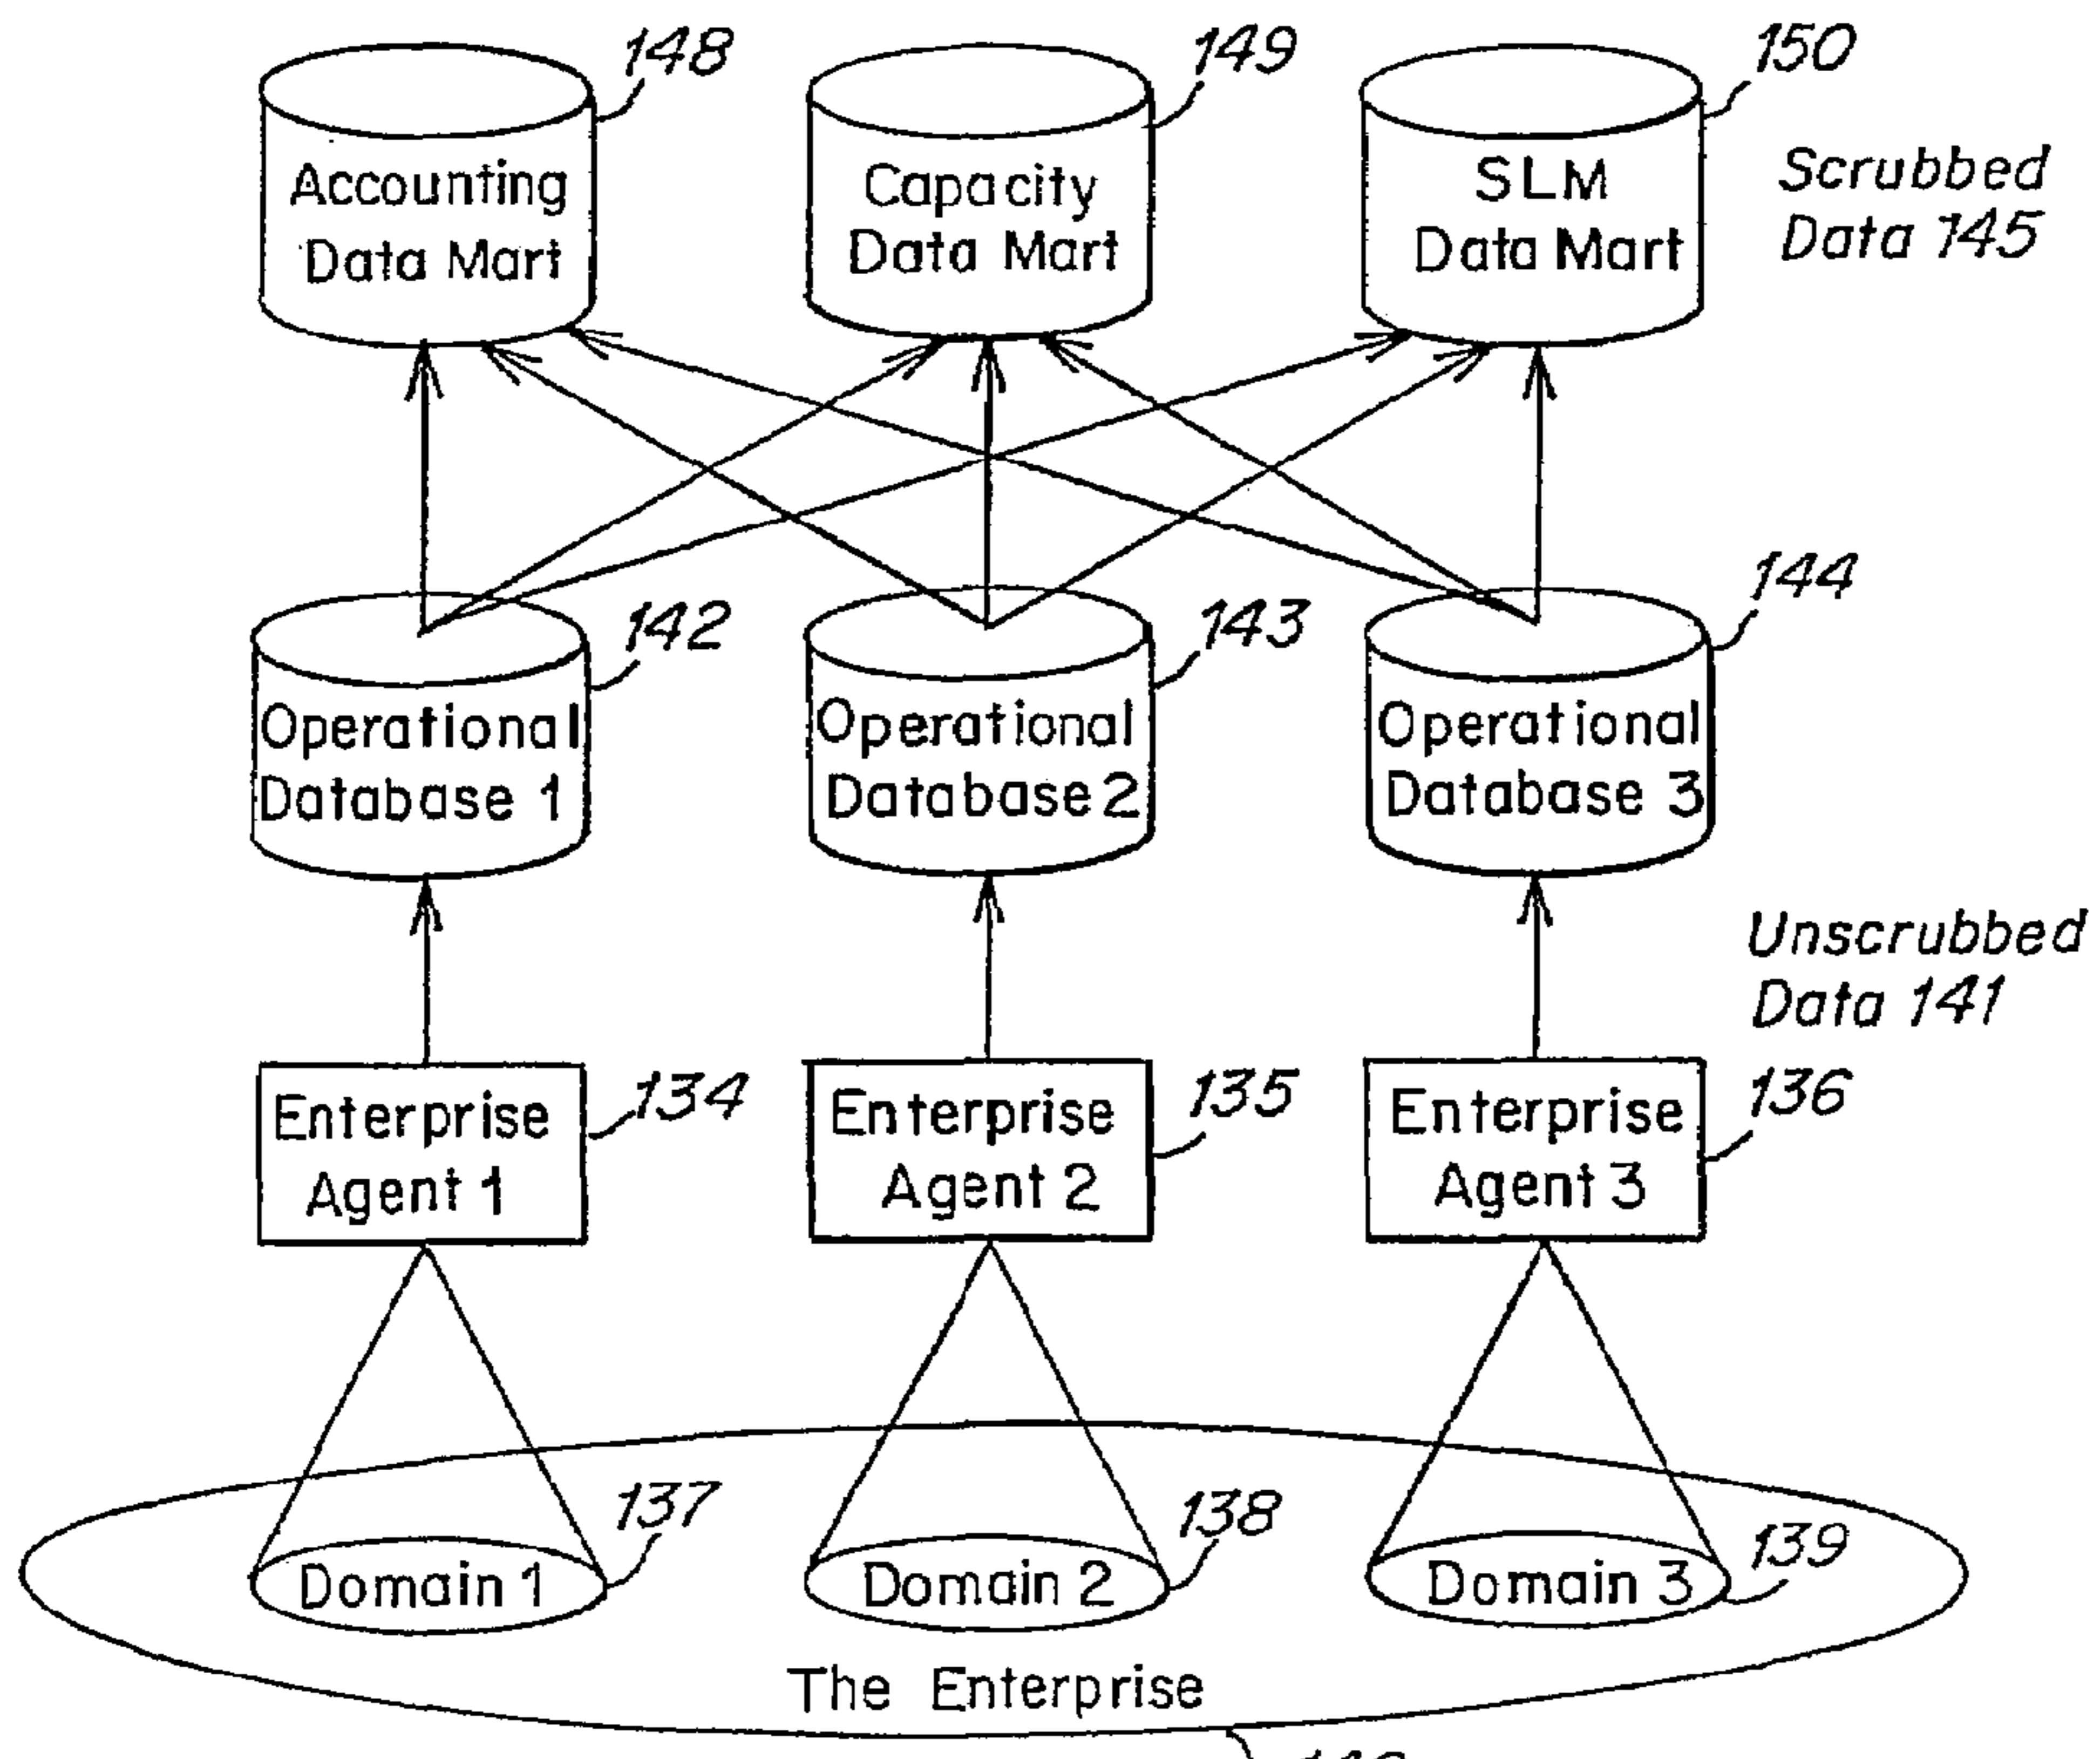 148
149
150
Accounting
Data Mart
Capacity
Data Mart
SLM
Data Mart
Scrubbed
Data 145
142
143
144
Operational
Database 1
Operational
Database 2
Operational
Database 3
Unscrubbed
Data 141
134
135
136
Enterprise
Agent 1
Enterprise
Agent 2
Enterprise
Agent 3
137
138
139
Domain 1
Domain 2
Domain 3
The Enterprise